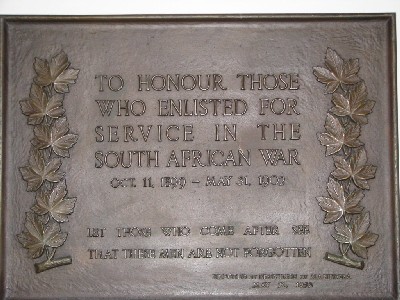 TO HONOUR THOSE
WHO ENLISTED FOR
SERVICE IN THE
SOUTH AFRICAN WAR
OCT. 11, 1899 - MAY 31, 1902
LET THOSE WHO COME AFTER SEE
THAT THESE MEN ARE NOT FORGOTTEN